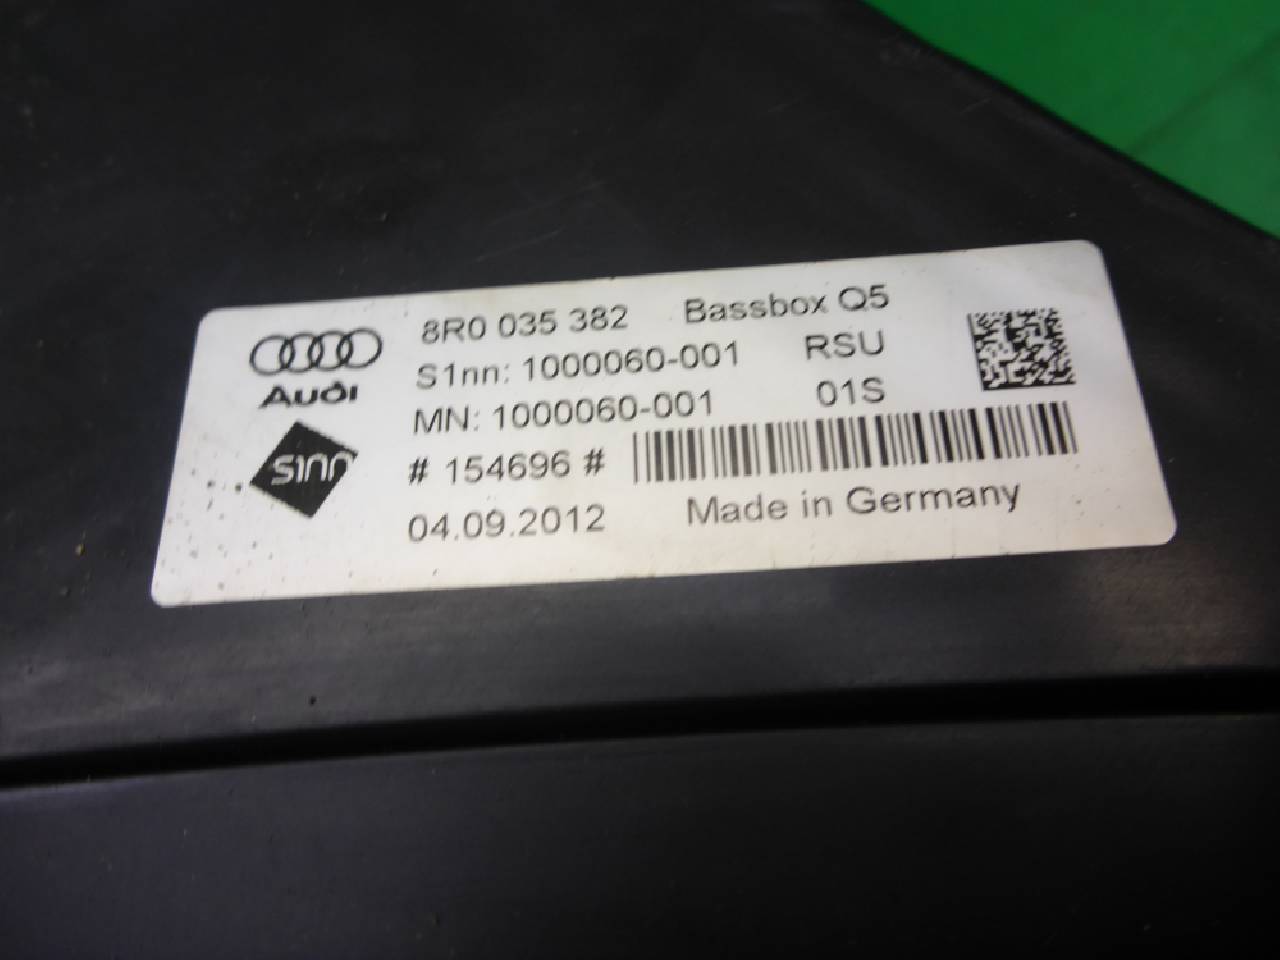 8R0 035 382 Bassbox Q5
S1nn: 1000060-001 RSU
MN: 1000060-001 01S
# 154696 #
04.09.2012 Made in Germany
Audi
S1nn